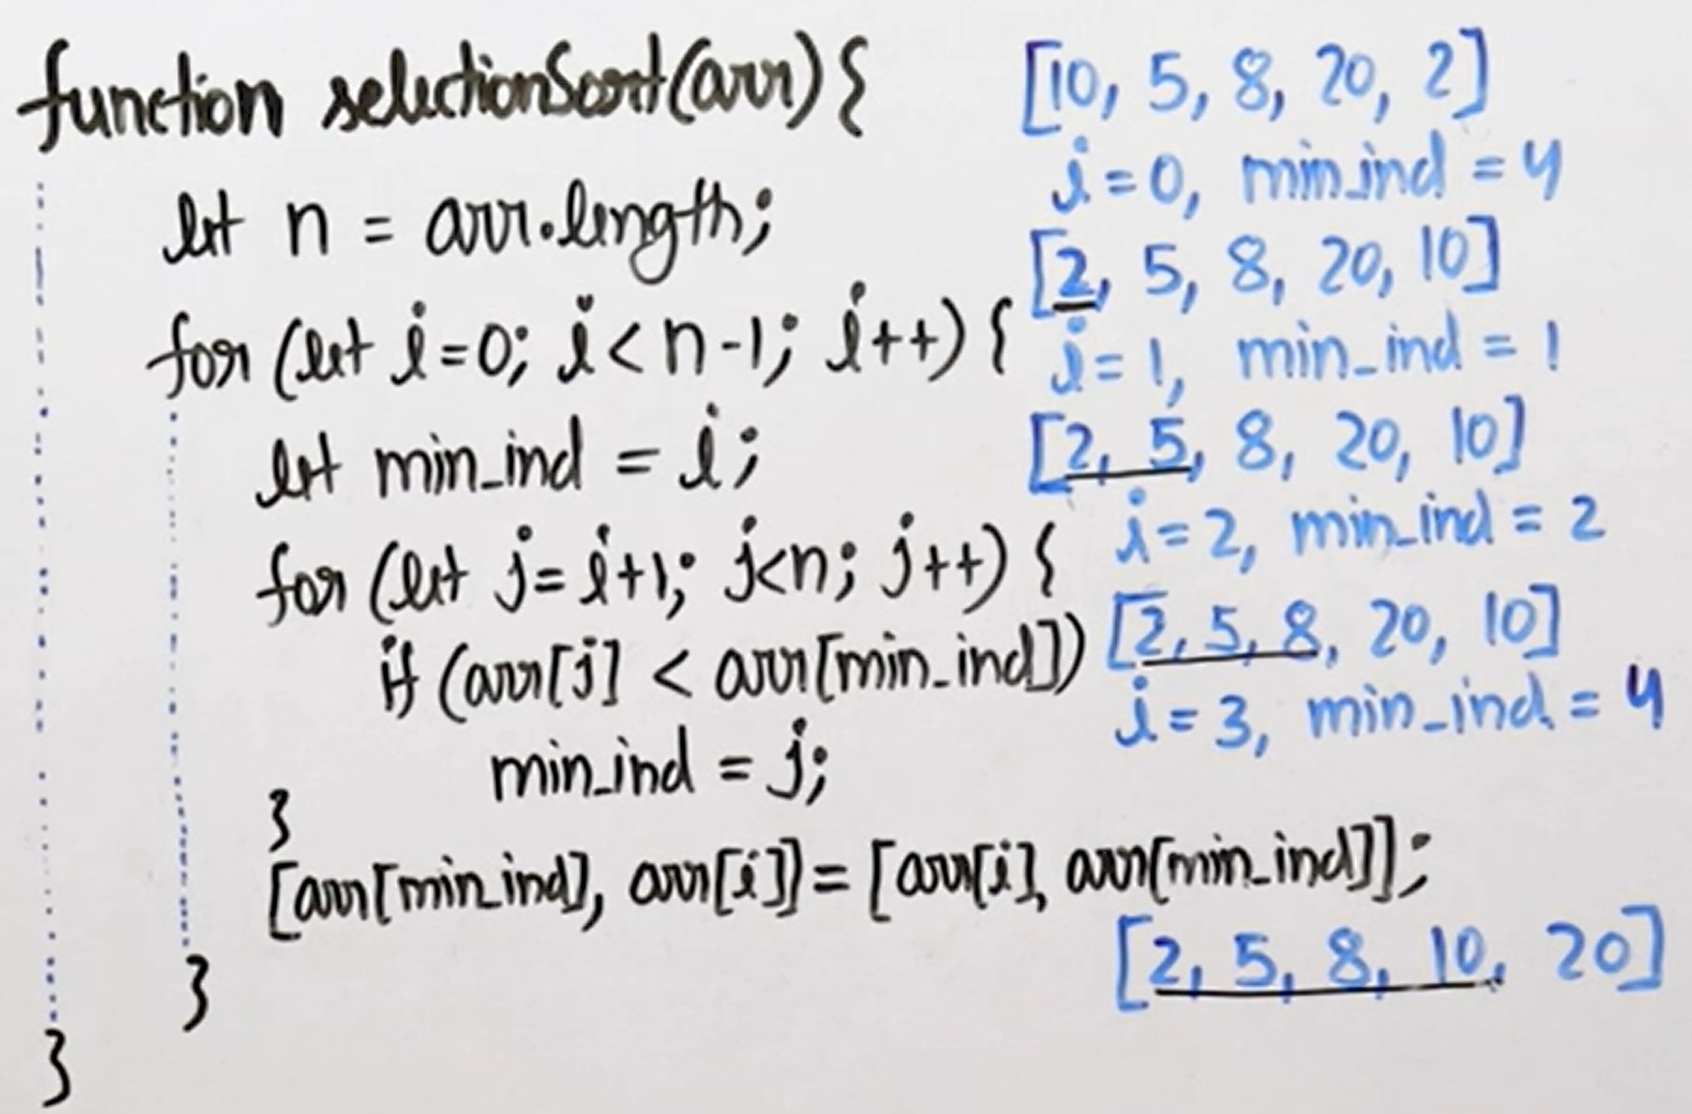 function selectionSort(arr){
let n = arr.length;
for (let i=0; i<n-1; i++) {
let min_ind = i;
for (let j=i+1; j<n; j++) {
if (arr[j] < arr[min_ind])
min_ind = j;
}
[arr[min_ind], arr[i]] = [arr[i], arr[min_ind]];
}
}
[10, 5, 8, 20, 2]
i=0, min_ind = 4
[2, 5, 8, 20, 10]
i=1, min_ind = 1
[2, 5, 8, 20, 10]
i=2, min_ind = 2
[2, 5, 8, 20, 10]
i=3, min_ind = 4
[2, 5, 8, 10, 20]